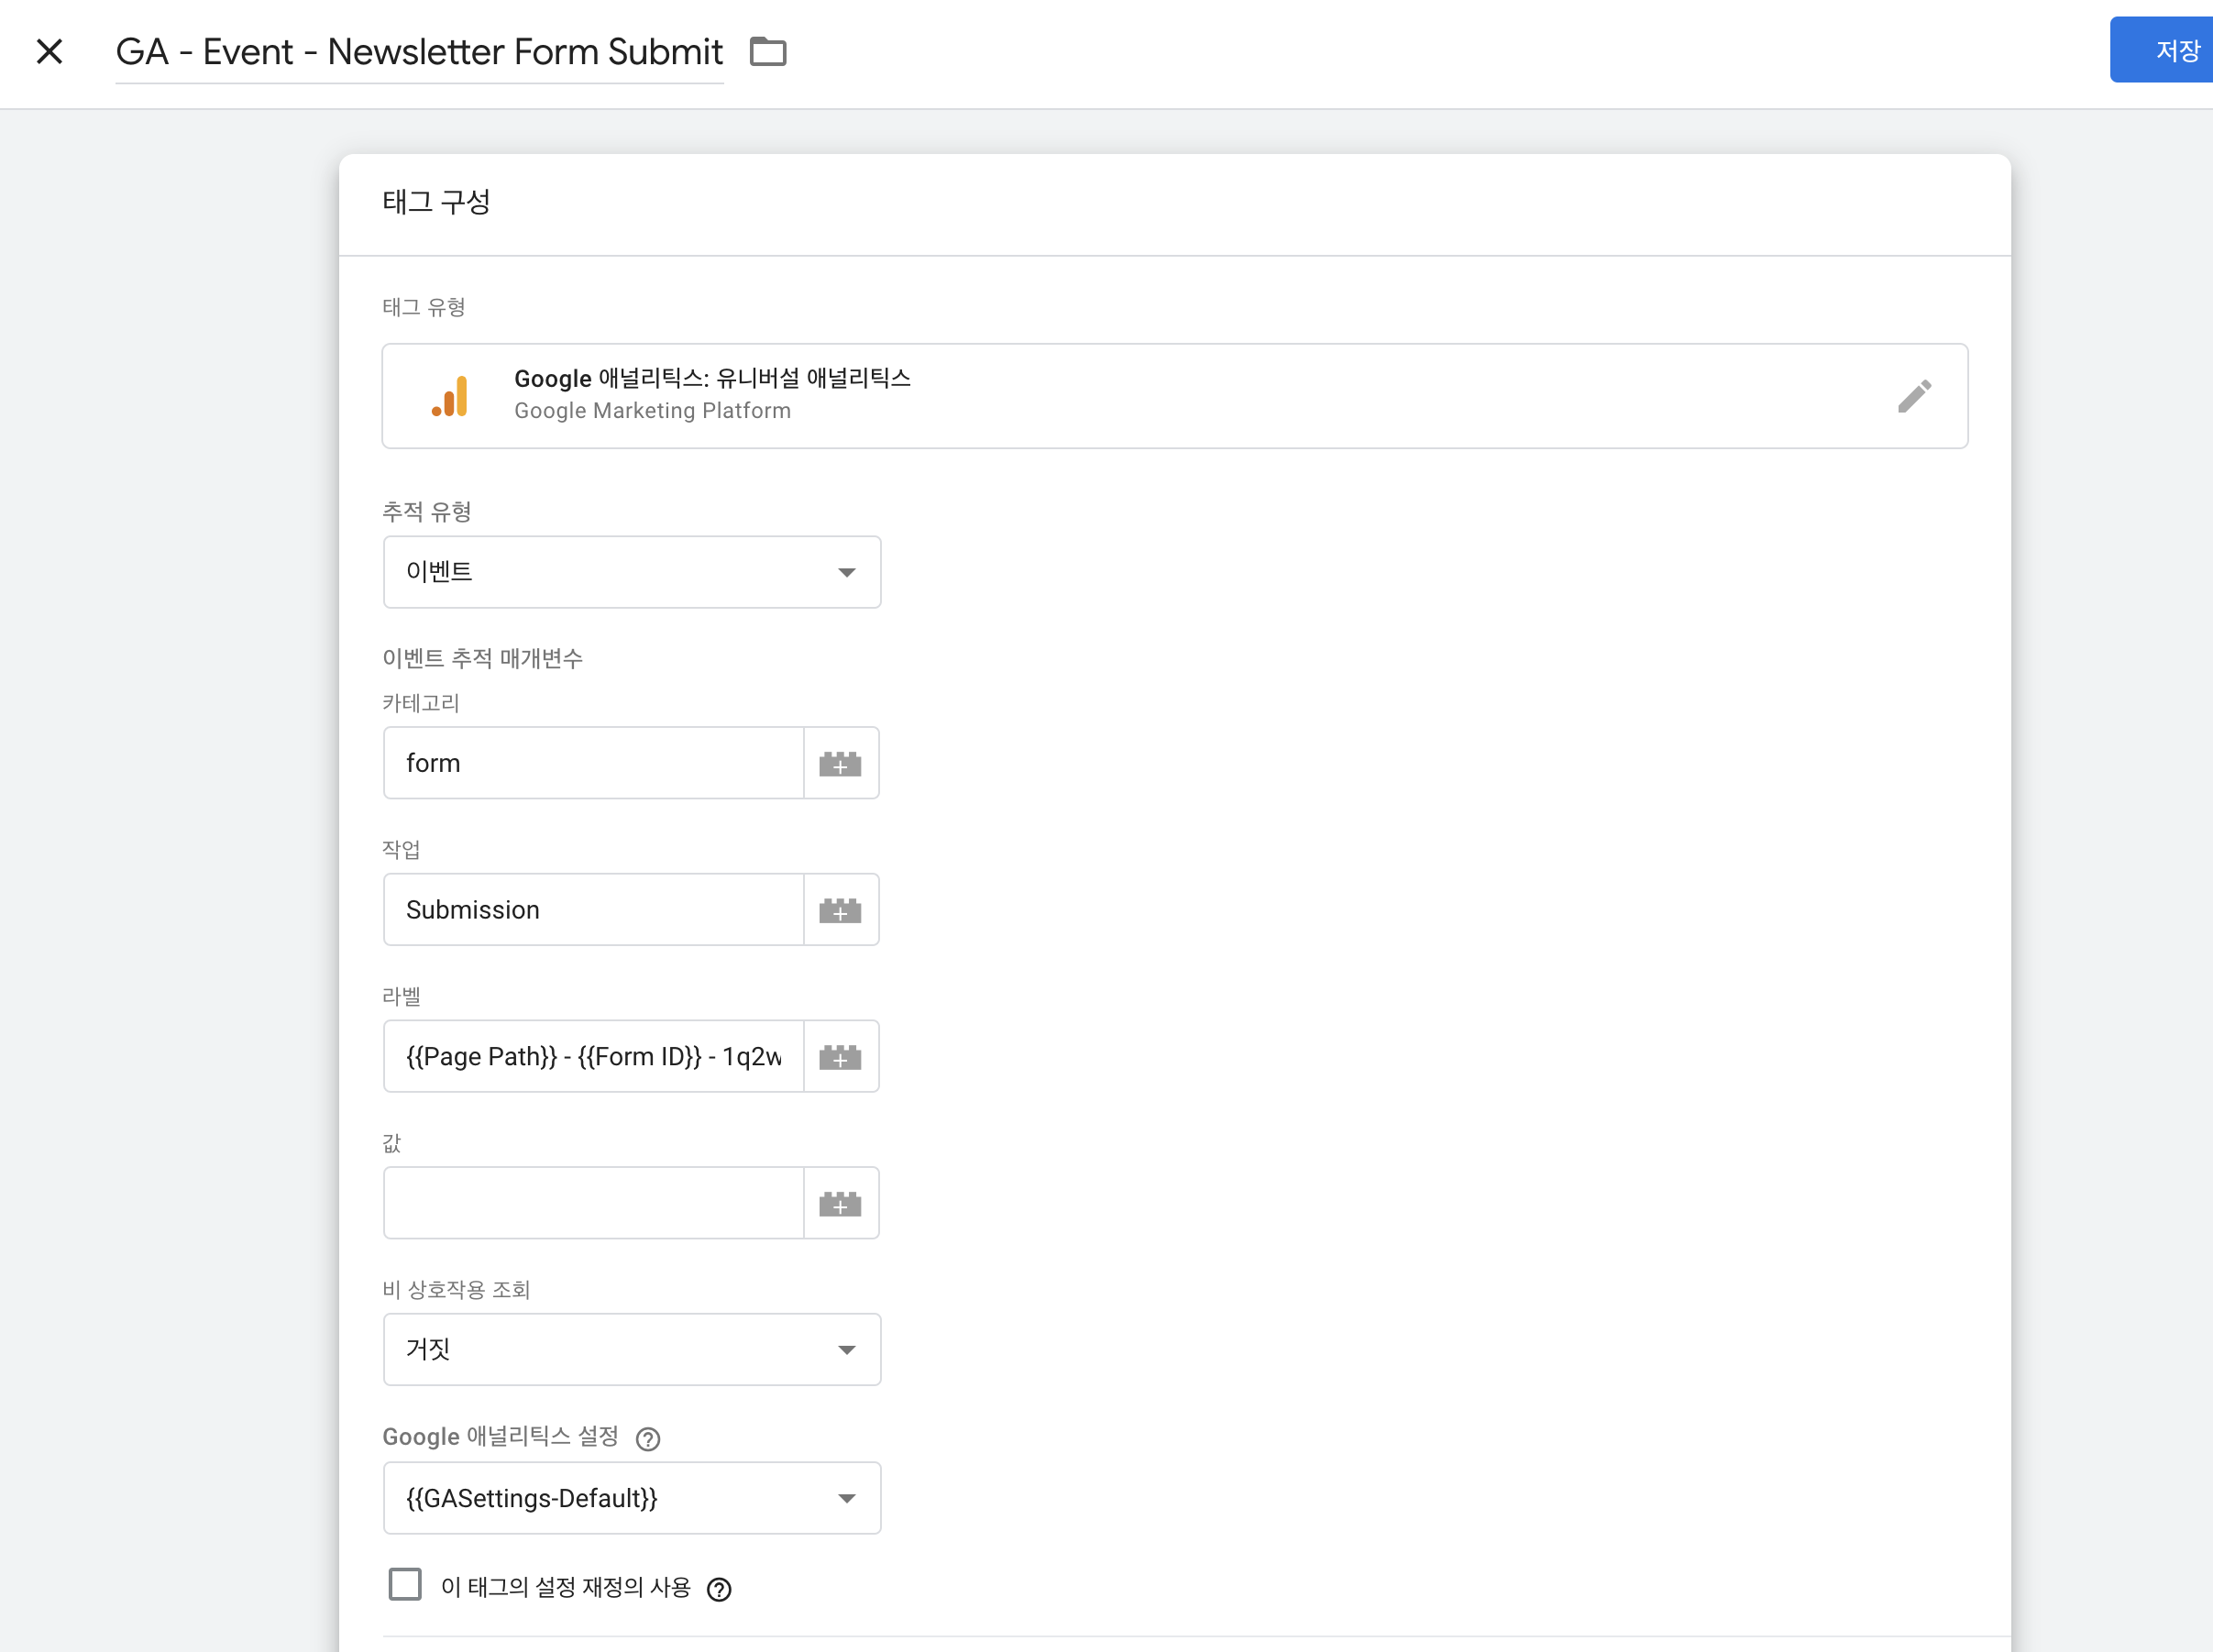 GA - Event - Newsletter Form Submit
저장
태그 구성
태그 유형
Google 애널리틱스: 유니버설 애널리틱스
Google Marketing Platform
추적 유형
이벤트
이벤트 추적 매개변수
카테고리
form
작업
Submission
라벨
{{Page Path}} - {{Form ID}} - 1q2w
값
비 상호작용 조회
거짓
Google 애널리틱스 설정
{{GASettings-Default}}
이 태그의 설정 재정의 사용